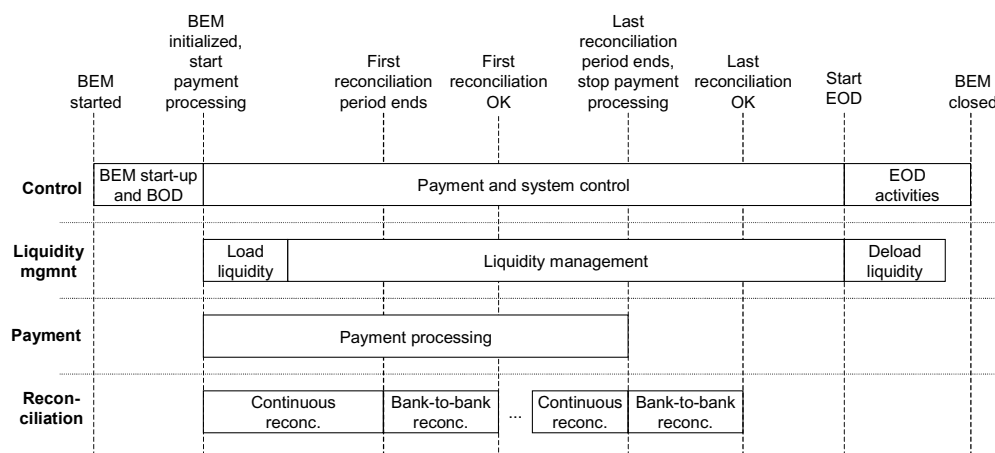 BEM
started
BEM
initialized,
start
payment
processing
First
reconciliation
period ends
First
reconciliation
OK
Last
reconciliation
period ends,
stop payment
processing
Last
reconciliation
OK
Start
EOD
BEM
closed
Control
BEM start-up
and BOD
Payment and system control
EOD
activities
Liquidity
mgmnt
Load
liquidity
Liquidity management
Deload
liquidity
Payment
Payment processing
Recon-
ciliation
Continuous
reconc.
Bank-to-bank
reconc.
...
Continuous
reconc.
Bank-to-bank
reconc.